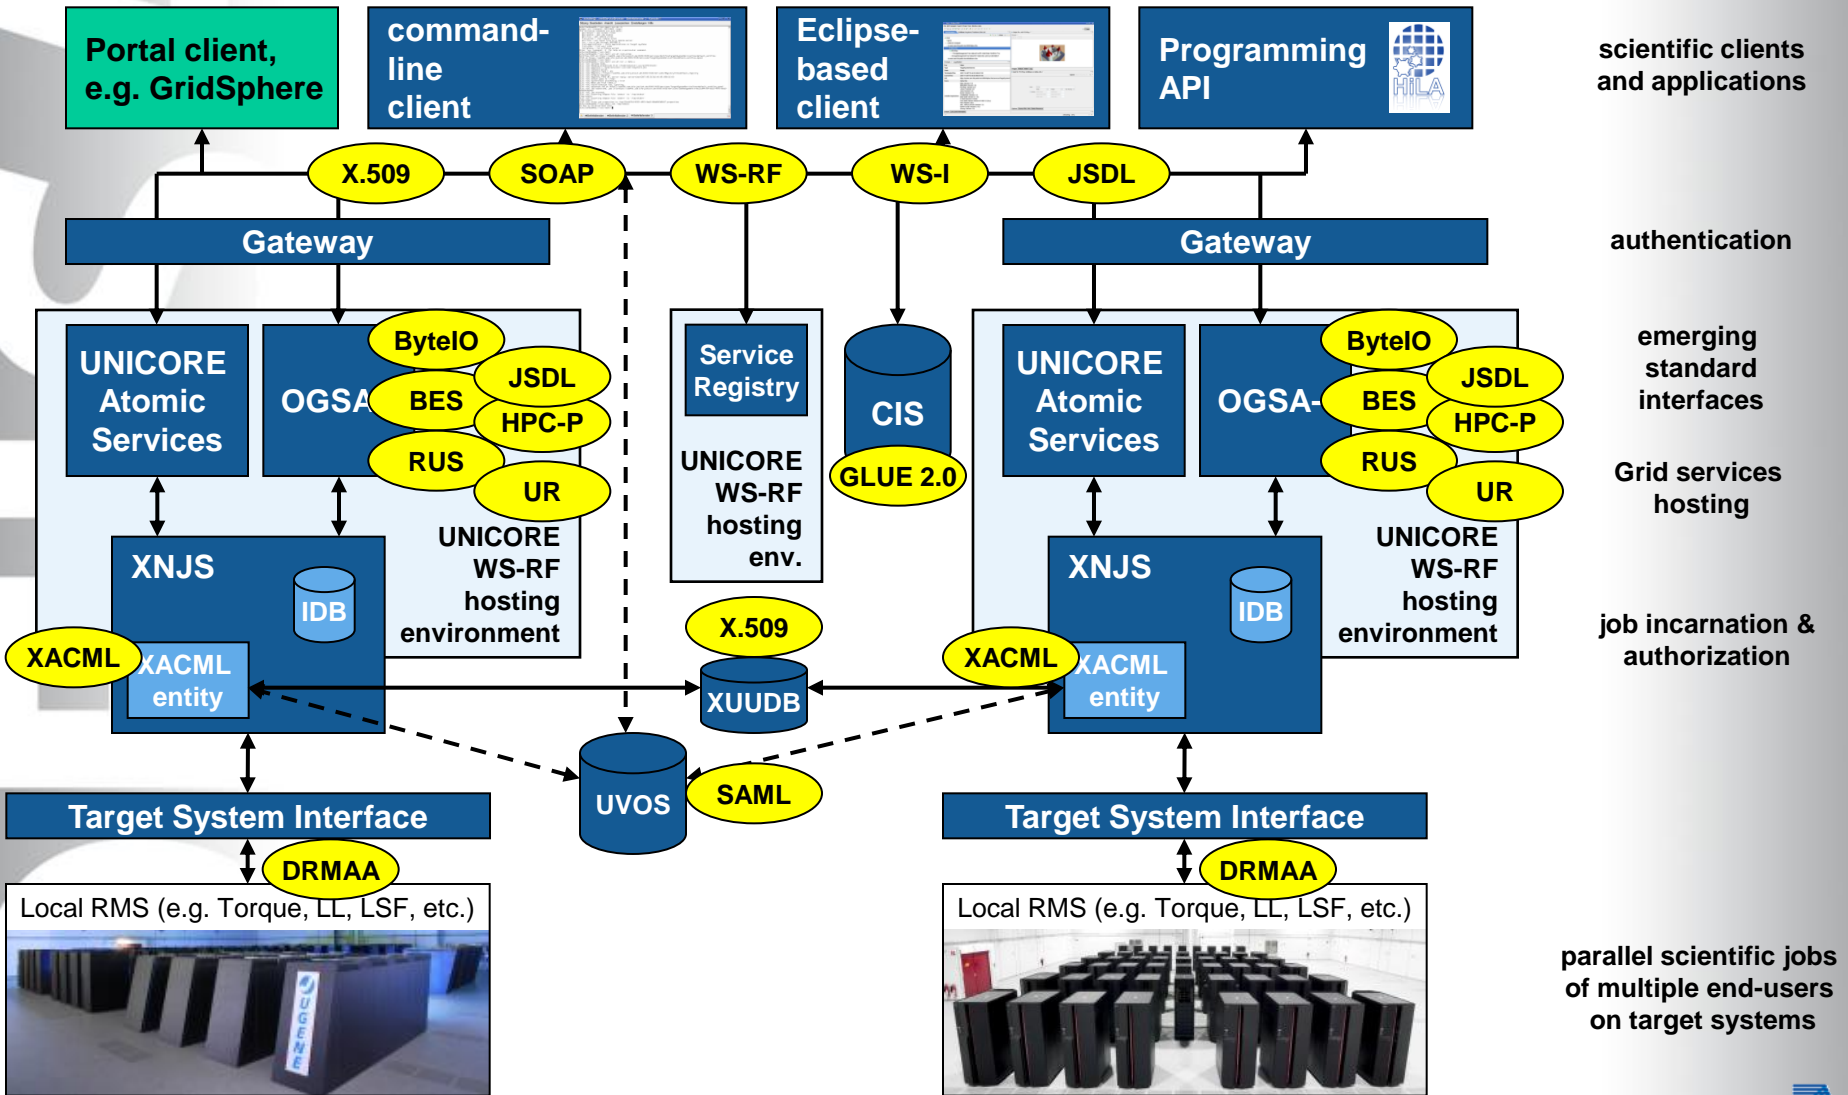 Portal client,
e.g. GridSphere
command-
line
client
Eclipse-
based
client
Programming
API
HiLA
scientific clients
and applications
X.509
SOAP
WS-RF
WS-I
JSDL
Gateway
Gateway
authentication
UNICORE
Atomic
Services
OGSA
ByteIO
JSDL
BES
HPC-P
RUS
UR
UNICORE
WS-RF
hosting
environment
Service
Registry
UNICORE
WS-RF
hosting
env.
CIS
GLUE 2.0
UNICORE
Atomic
Services
OGSA-
ByteIO
JSDL
BES
HPC-P
RUS
UR
UNICORE
WS-RF
hosting
environment
emerging
standard
interfaces
Grid services
hosting
XNJS
IDB
XACML
XACML
entity
X.509
XUUDB
XNJS
IDB
XACML
XACML
entity
job incarnation &
authorization
UVOS
SAML
Target System Interface
Target System Interface
DRMAA
DRMAA
Local RMS (e.g. Torque, LL, LSF, etc.)
Local RMS (e.g. Torque, LL, LSF, etc.)
JUGENE
parallel scientific jobs
of multiple end-users
on target systems